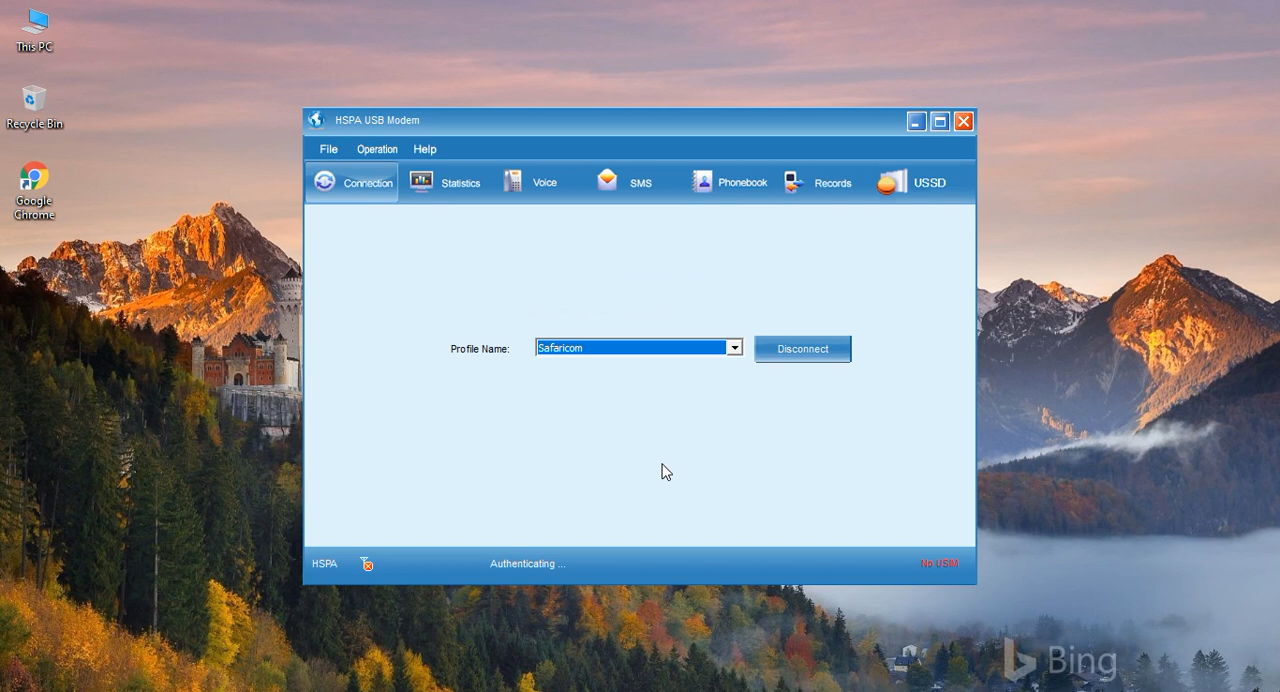 This PC
Recycle Bin
Google
Chrome
HSPA USB Modem
File Operation Help
Connection Statistics Voice SMS Phonebook Records USSD
Profile Name: Safaricom Disconnect
HSPA Authenticating ... No USIM
Bing